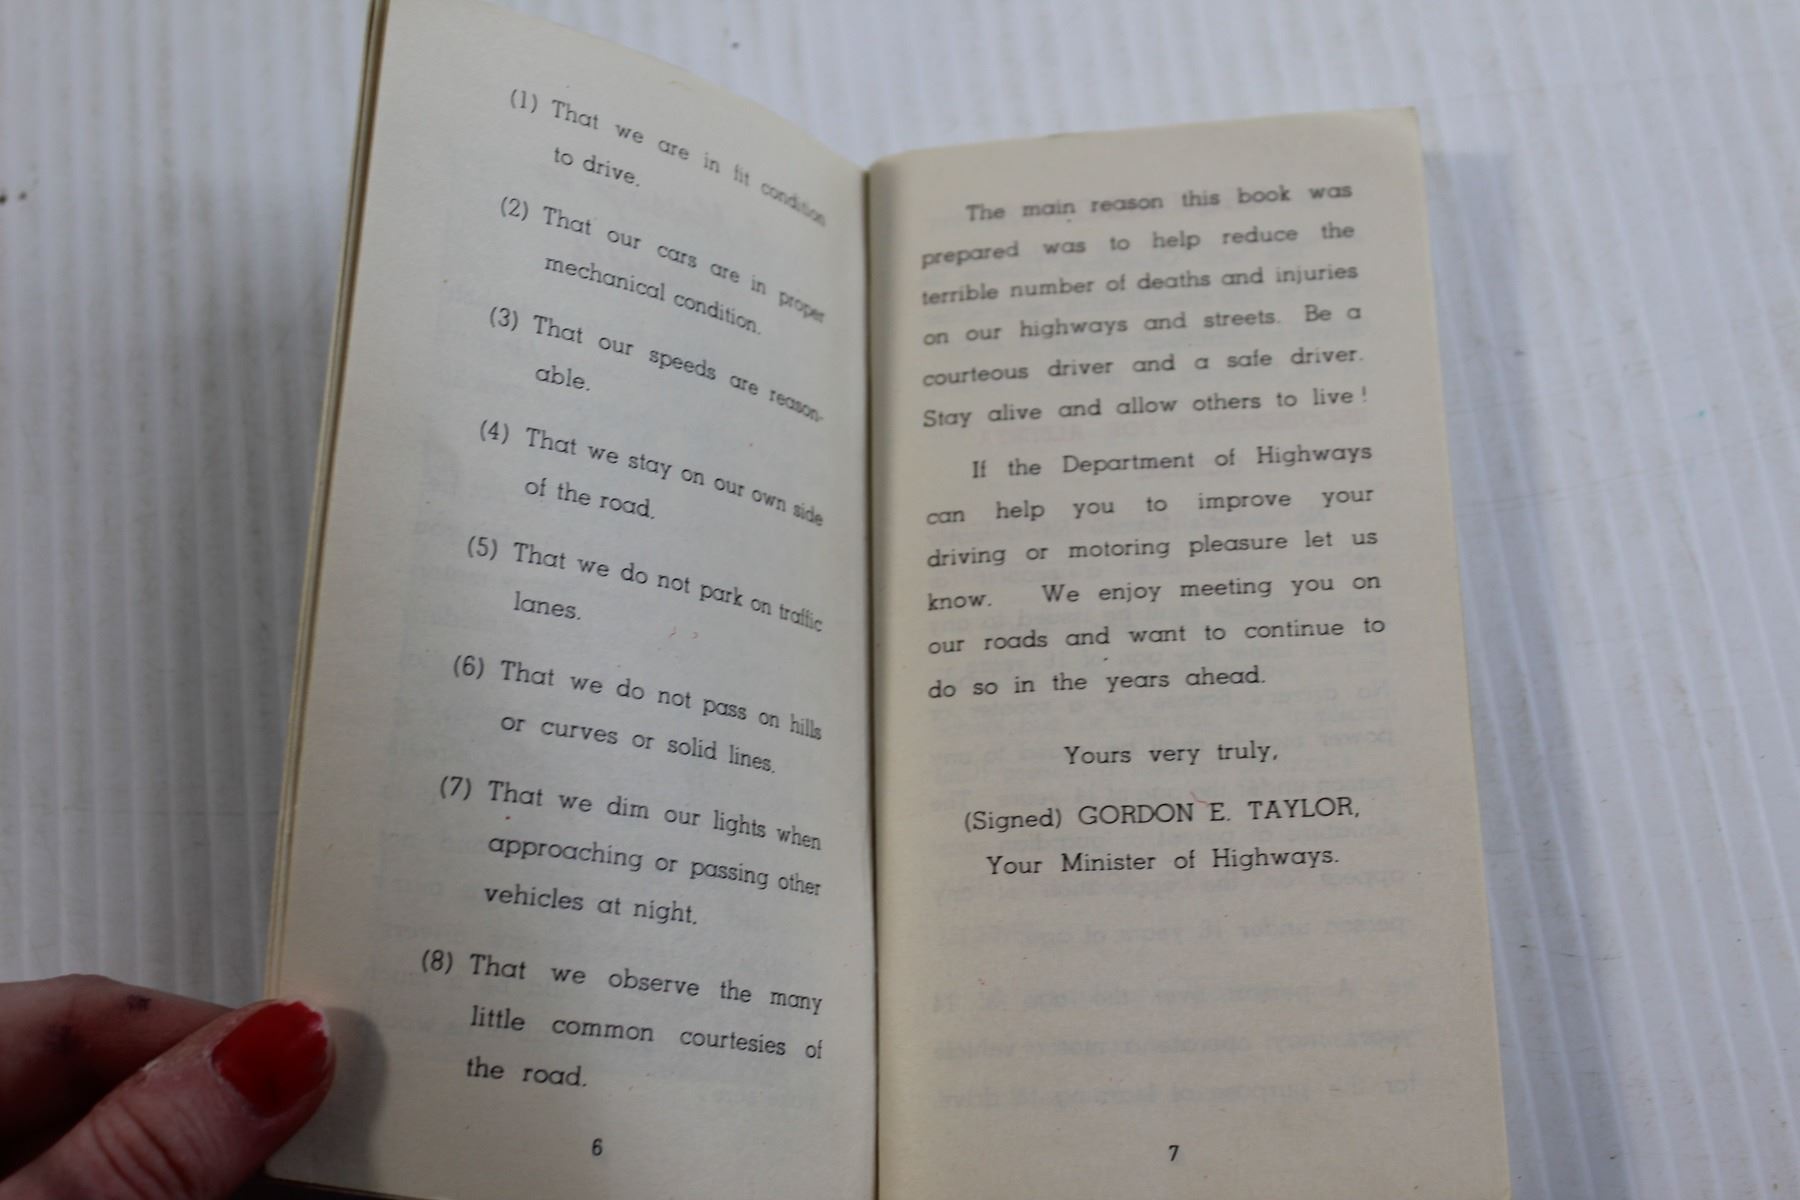 (1) That we are in fit condition
to drive.
(2) That our cars are in proper
mechanical condition.
(3) That our speeds are reason-
able.
(4) That we stay on our own side
of the road.
(5) That we do not park on traffic
lanes.
(6) That we do not pass on hills
or curves or solid lines.
(7) That we dim our lights when
approaching or passing other
vehicles at night.
(8) That we observe the many
little common courtesies of
the road.
6
The main reason this book was
prepared was to help reduce the
terrible number of deaths and injuries
on our highways and streets. Be a
courteous driver and a safe driver.
Stay alive and allow others to live!
If the Department of Highways
can help you to improve your
driving or motoring pleasure let us
know. We enjoy meeting you on
our roads and want to continue to
do so in the years ahead.
Yours very truly,
(Signed) GORDON E. TAYLOR,
Your Minister of Highways.
7